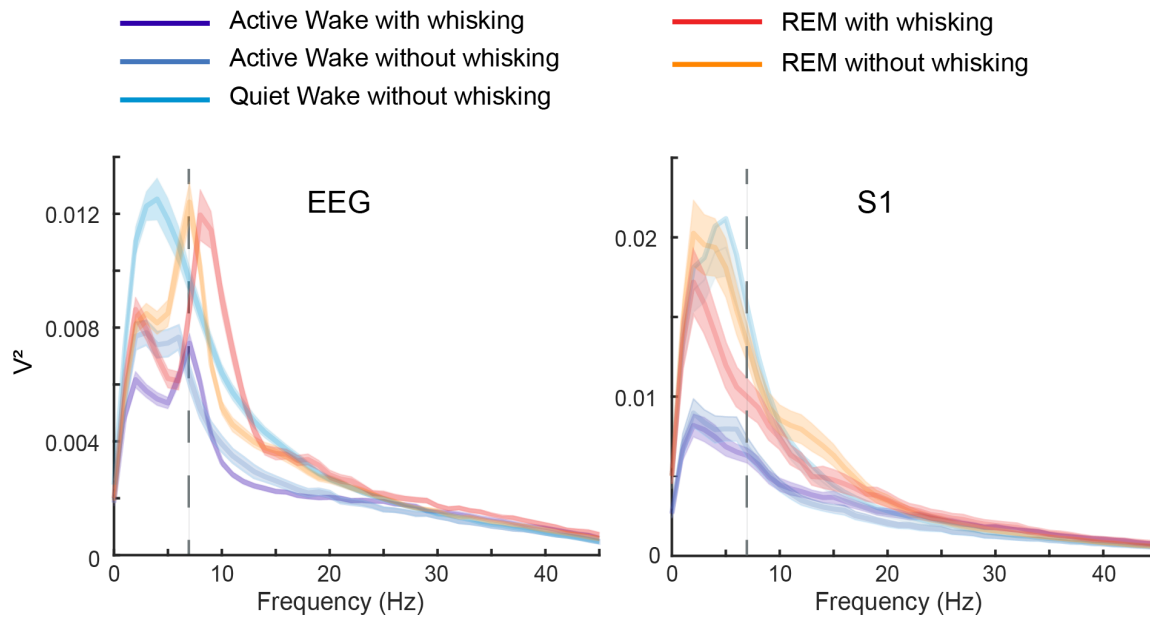 Active Wake with whisking
Active Wake without whisking
Quiet Wake without whisking
REM with whisking
REM without whisking
EEG
V²
0.012
0.008
0.004
0
0
10
20
30
40
Frequency (Hz)
S1
0.02
0.01
0
0
10
20
30
40
Frequency (Hz)